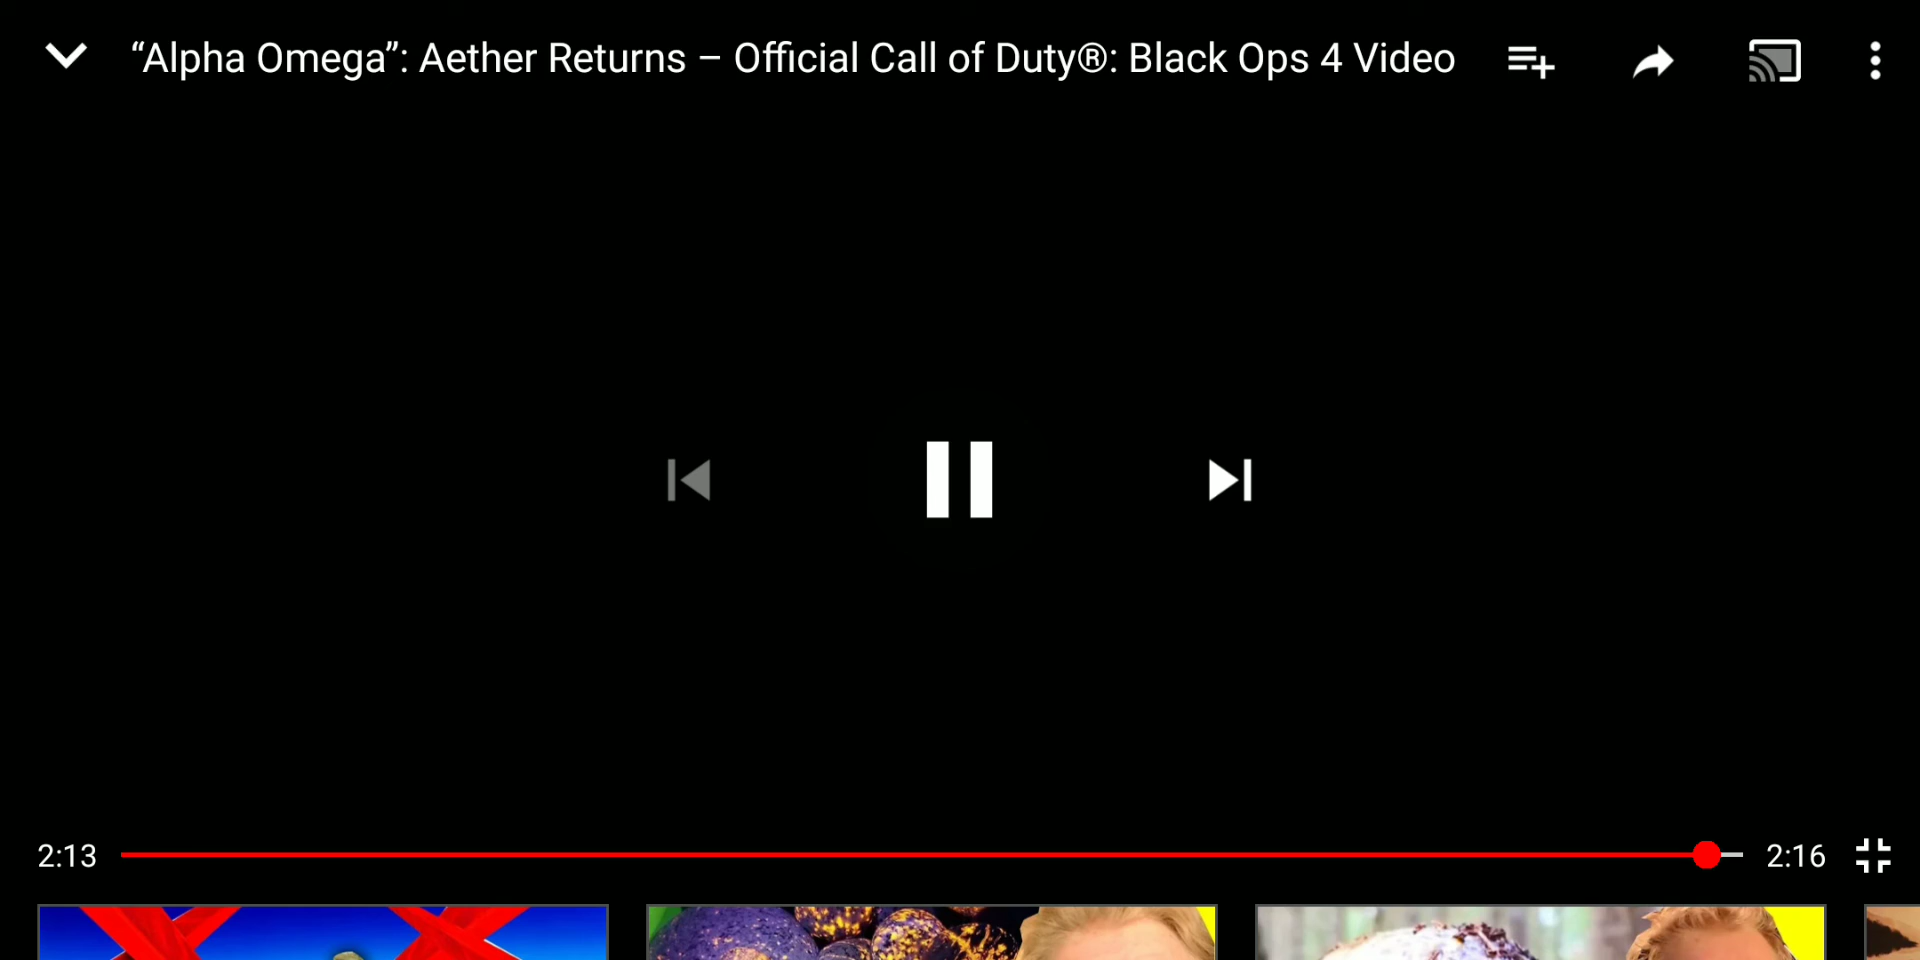 “Alpha Omega”: Aether Returns – Official Call of Duty®: Black Ops 4 Video
2:13
2:16